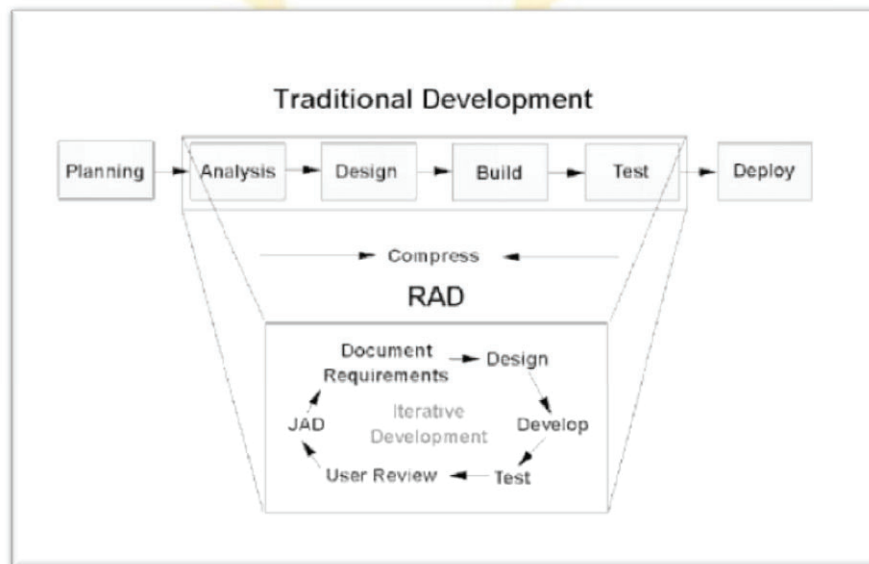 Traditional Development
Planning
Analysis
Design
Build
Test
Deploy
Compress
RAD
Document
Requirements
Design
JAD
Iterative
Development
Develop
User Review
Test